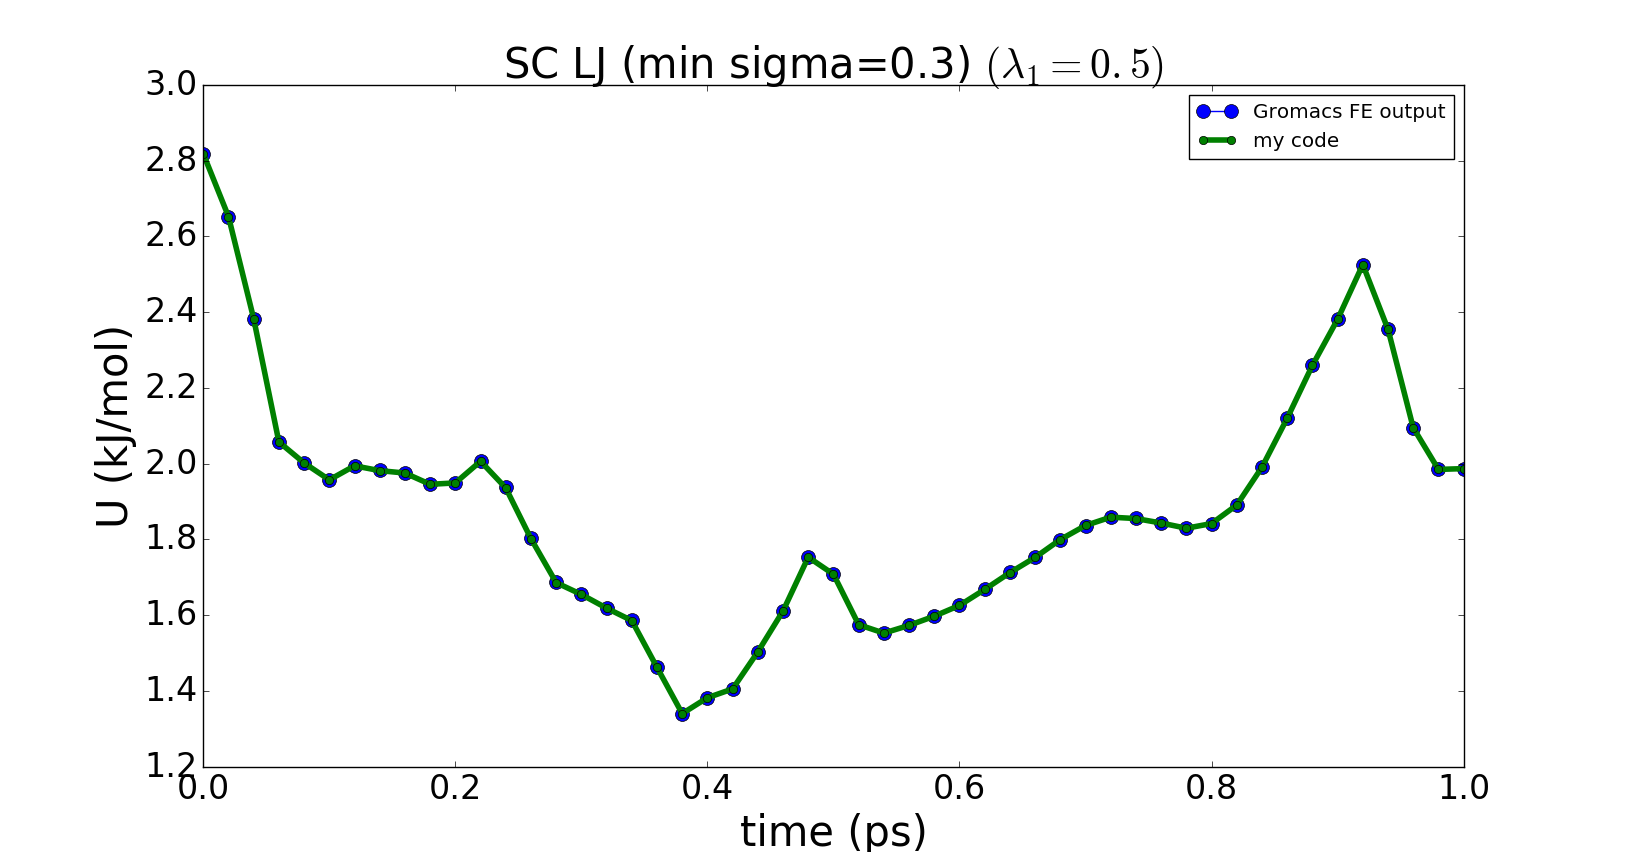 SC LJ (min sigma=0.3) (λ₁ = 0.5)
Gromacs FE output
my code
3.0
2.8
2.6
2.4
2.2
2.0
1.8
1.6
1.4
1.2
U (kJ/mol)
0.0 0.2 0.4 0.6 0.8 1.0
time (ps)